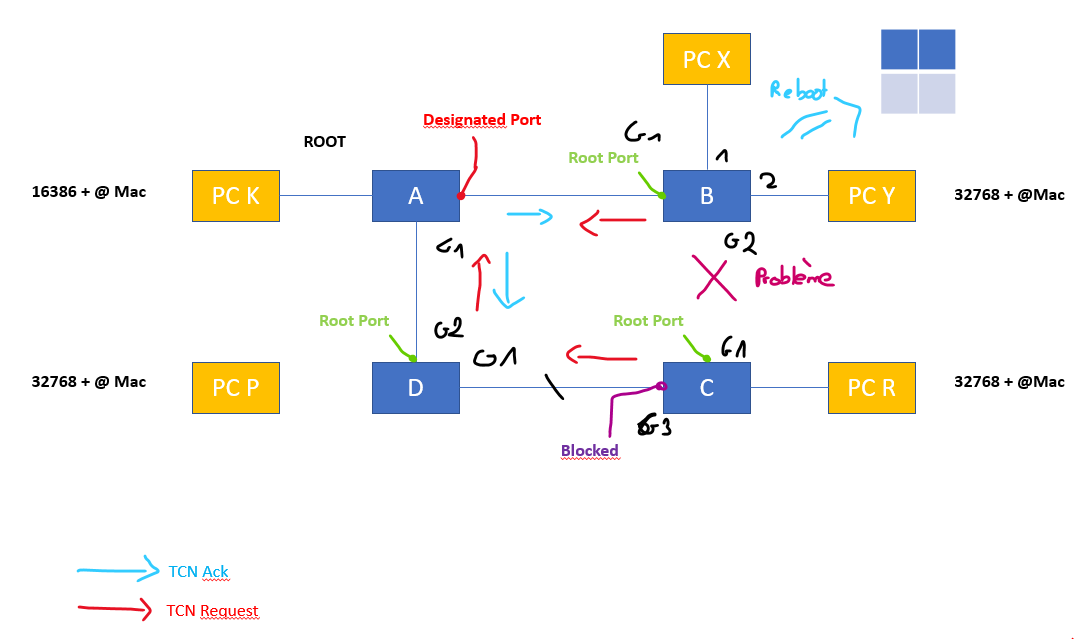 PC X
Reboot
Designated Port
ROOT
G1
Root Port
1
2
16386 + @ Mac
PC K
A
B
PC Y
32768 + @Mac
G1
G2
Problème
Root Port
G2
G1
Root Port
G1
32768 + @ Mac
PC P
D
C
PC R
32768 + @Mac
G3
Blocked
TCN Ack
TCN Request